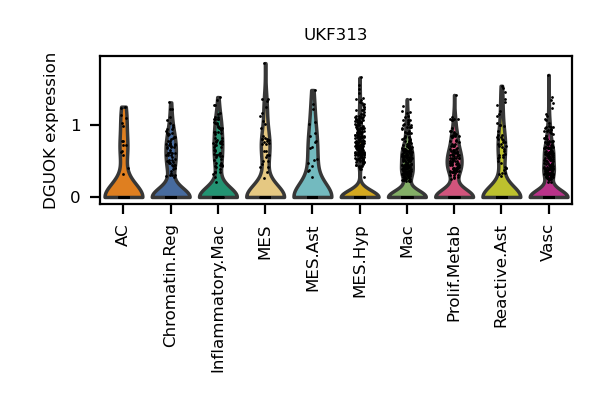 UKF313
DGUOK expression
1
0
AC
Chromatin.Reg
Inflammatory.Mac
MES
MES.Ast
MES.Hyp
Mac
Prolif.Metab
Reactive.Ast
Vasc